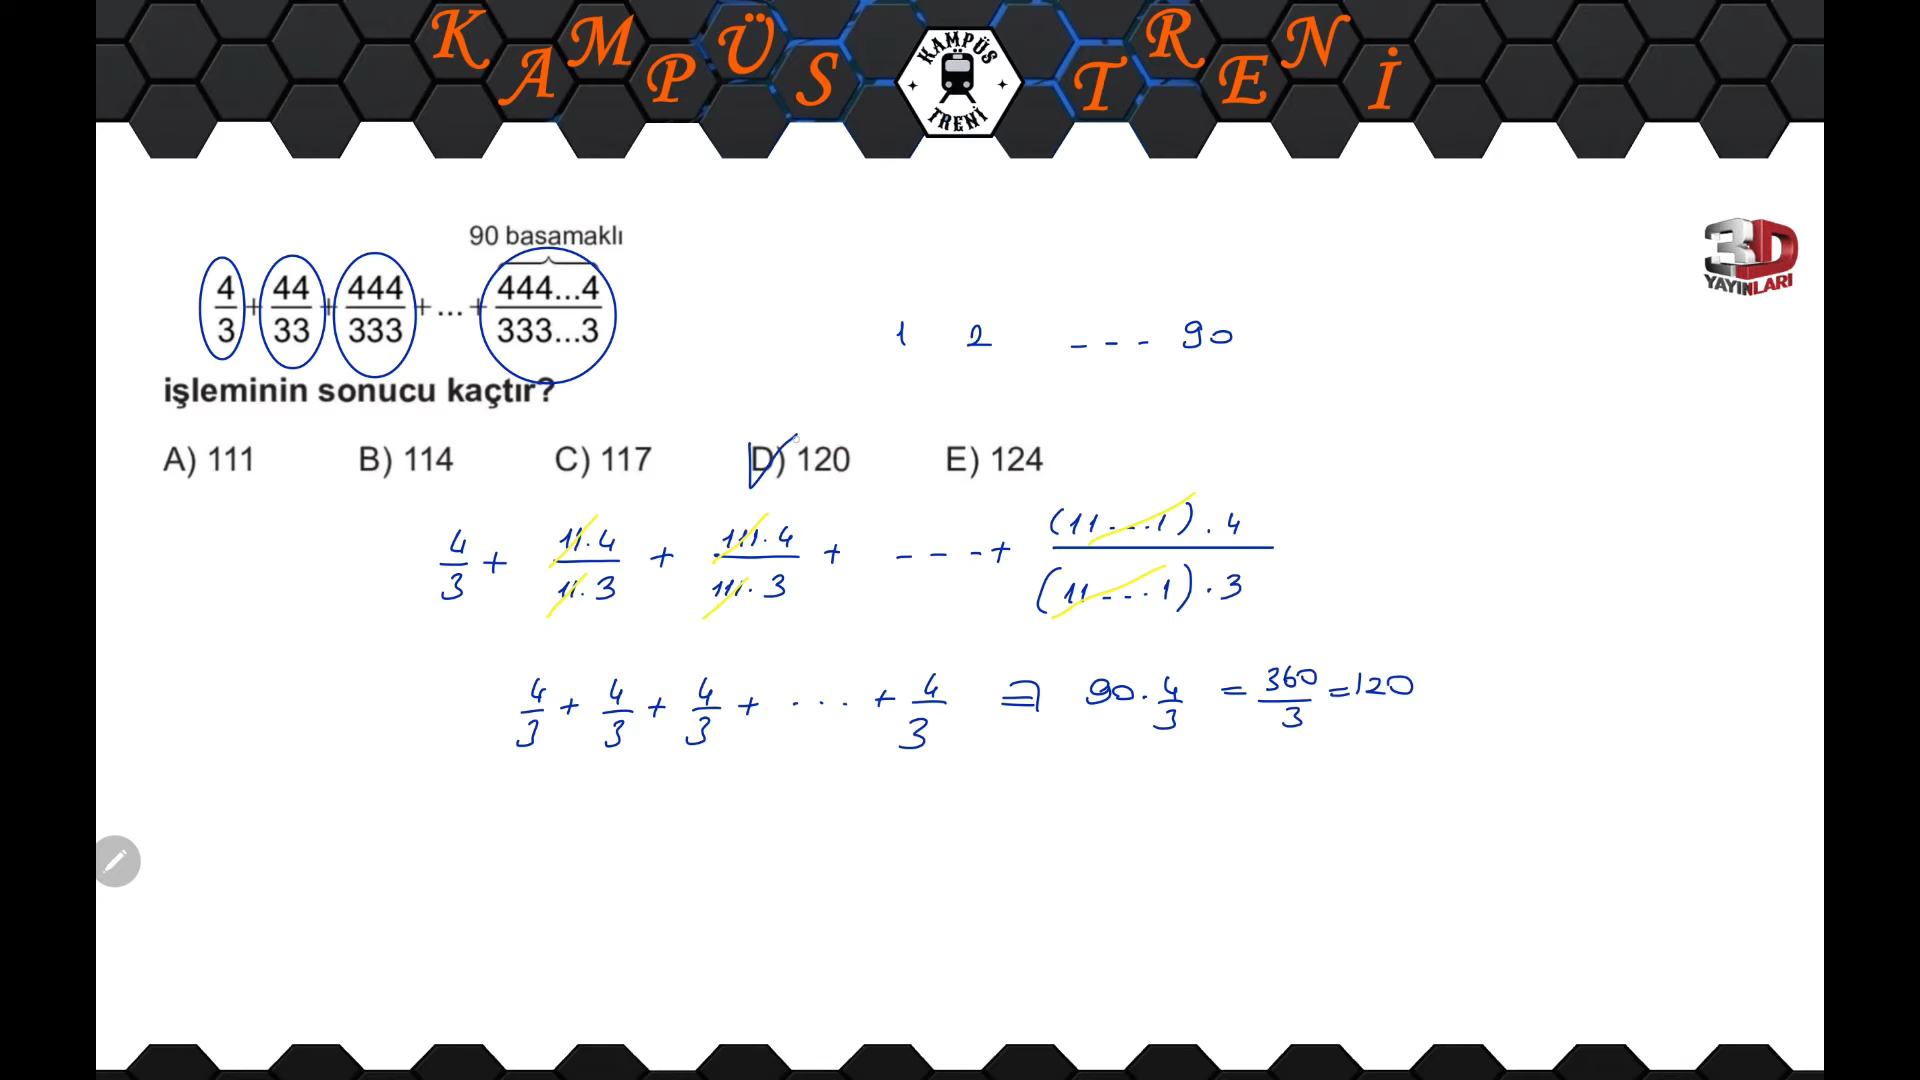 KAMPÜS TRENİ
KAMPÜS
TRENİ
3D
YAYINLARI
90 basamaklı
4/3 + 44/33 + 444/333 + ... + 444...4/333...3
1 2 - - - 90
işleminin sonucu kaçtır?
A) 111 B) 114 C) 117 D) 120 E) 124
4/3 + 11.4/11.3 + 111.4/111.3 + - - - + (11...1).4/(11...1).3
4/3 + 4/3 + 4/3 + ... + 4/3 ⇒ 90.4/3 = 360/3 = 120